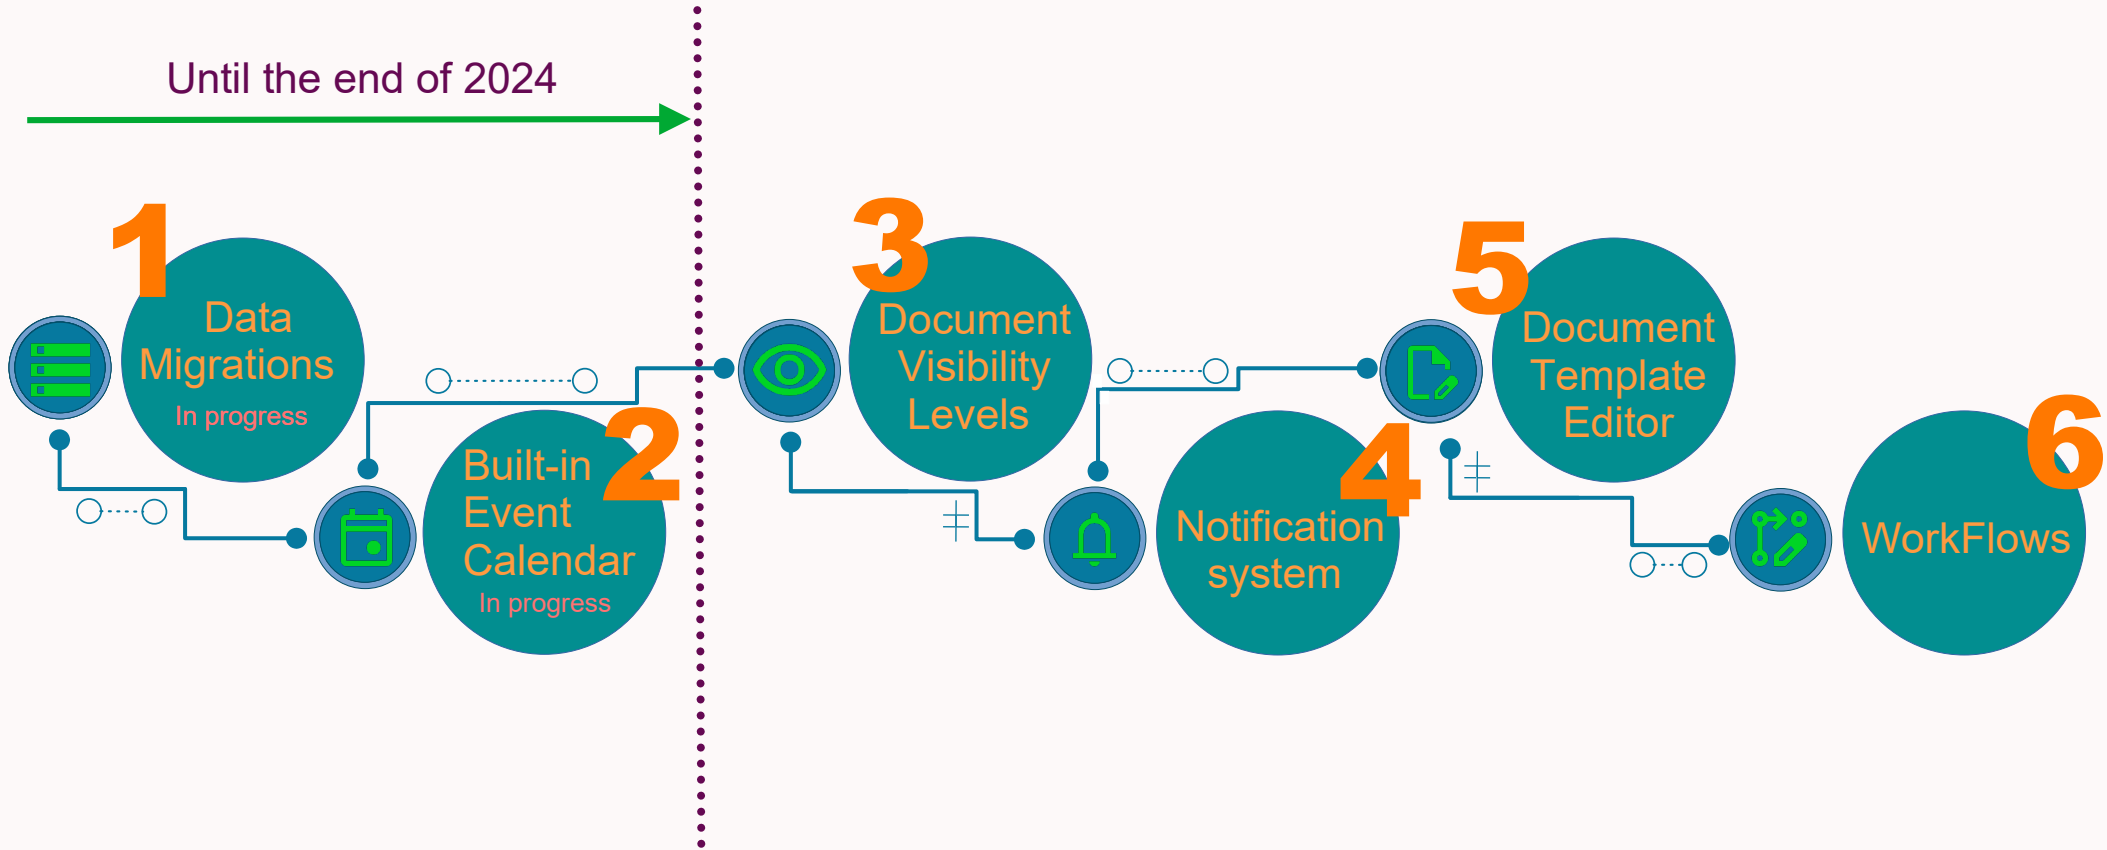 Until the end of 2024
1
Data
Migrations
In progress
2
Built-in
Event
Calendar
In progress
3
Document
Visibility
Levels
4
Notification
system
5
Document
Template
Editor
6
WorkFlows